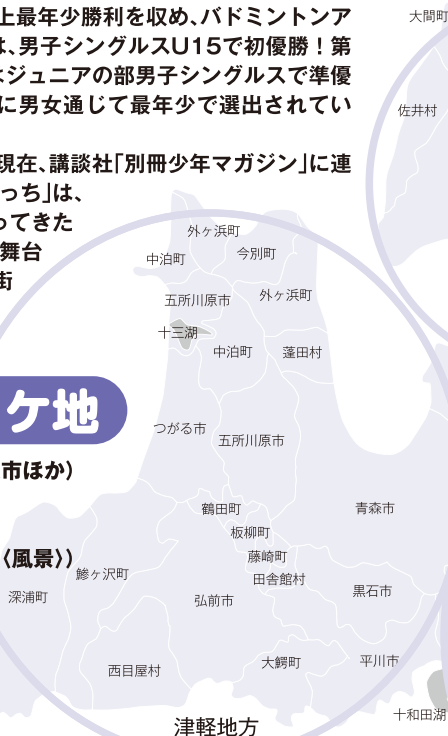 上最年少勝利を収め、バドミントンア
は、男子シングルスU15で初優勝！第
はジュニアの部男子シングルスで準優
に男女通じて最年少で選出されてい
現在、講談社「別冊少年マガジン」に連
っち」は、
ってきた
舞台
街
ケ地
市ほか）
〈風景〉）
大間町
佐井村
外ヶ浜町
今別町
中泊町
五所川原市
外ヶ浜町
十三湖
中泊町
蓬田村
つがる市
五所川原市
鶴田町
青森市
板柳町
藤崎町
田舎館村
鰺ヶ沢町
深浦町
弘前市
黒石市
西目屋村
大鰐町
平川市
十和田湖
津軽地方